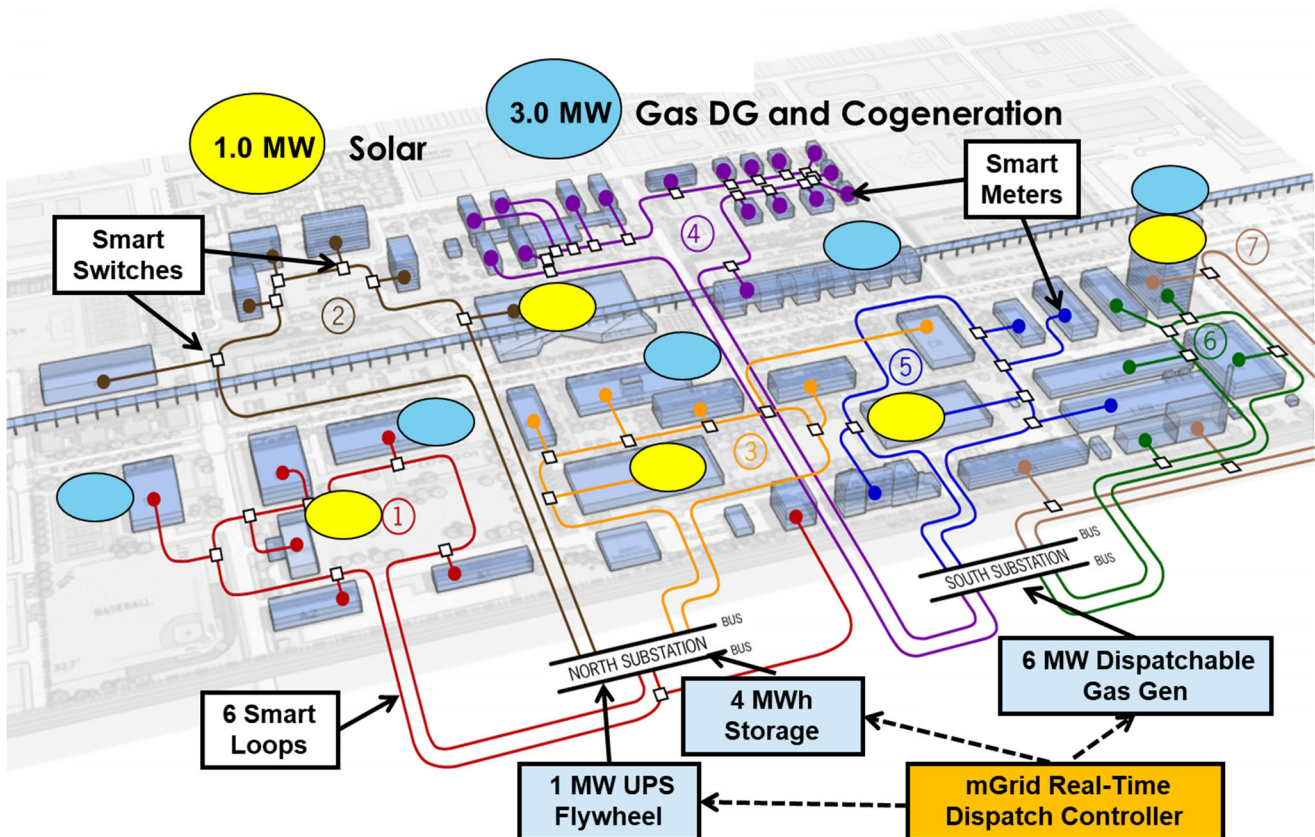 3.0 MW
Gas DG and Cogeneration
1.0 MW
Solar
Smart
Meters
Smart
Switches
4
7
2
6
5
3
1
BUS
SOUTH SUBSTATION
BUS
BUS
NORTH SUBSTATION
BUS
6 MW Dispatchable
Gas Gen
4 MWh
Storage
6 Smart
Loops
1 MW UPS
Flywheel
mGrid Real-Time
Dispatch Controller
BASEBALL